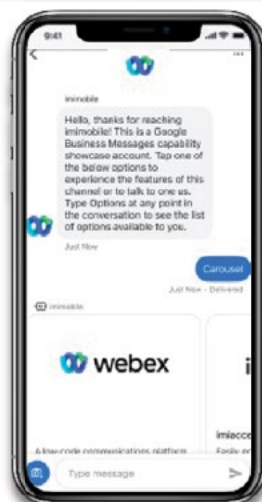 9:41
imimobile
Hello, thanks for reaching
imimobile! This is a Google
Business Messages capability
showcase account. Tap one of
the below options to
experience the features of this
channel or to talk to one us.
Type Options at any point in
the conversation to see the list
of options available to you.
Just Now
Carousel
Just Now - Delivered
imimobile
webex
imiacce
A low-code communications platform
Easily en
Type message